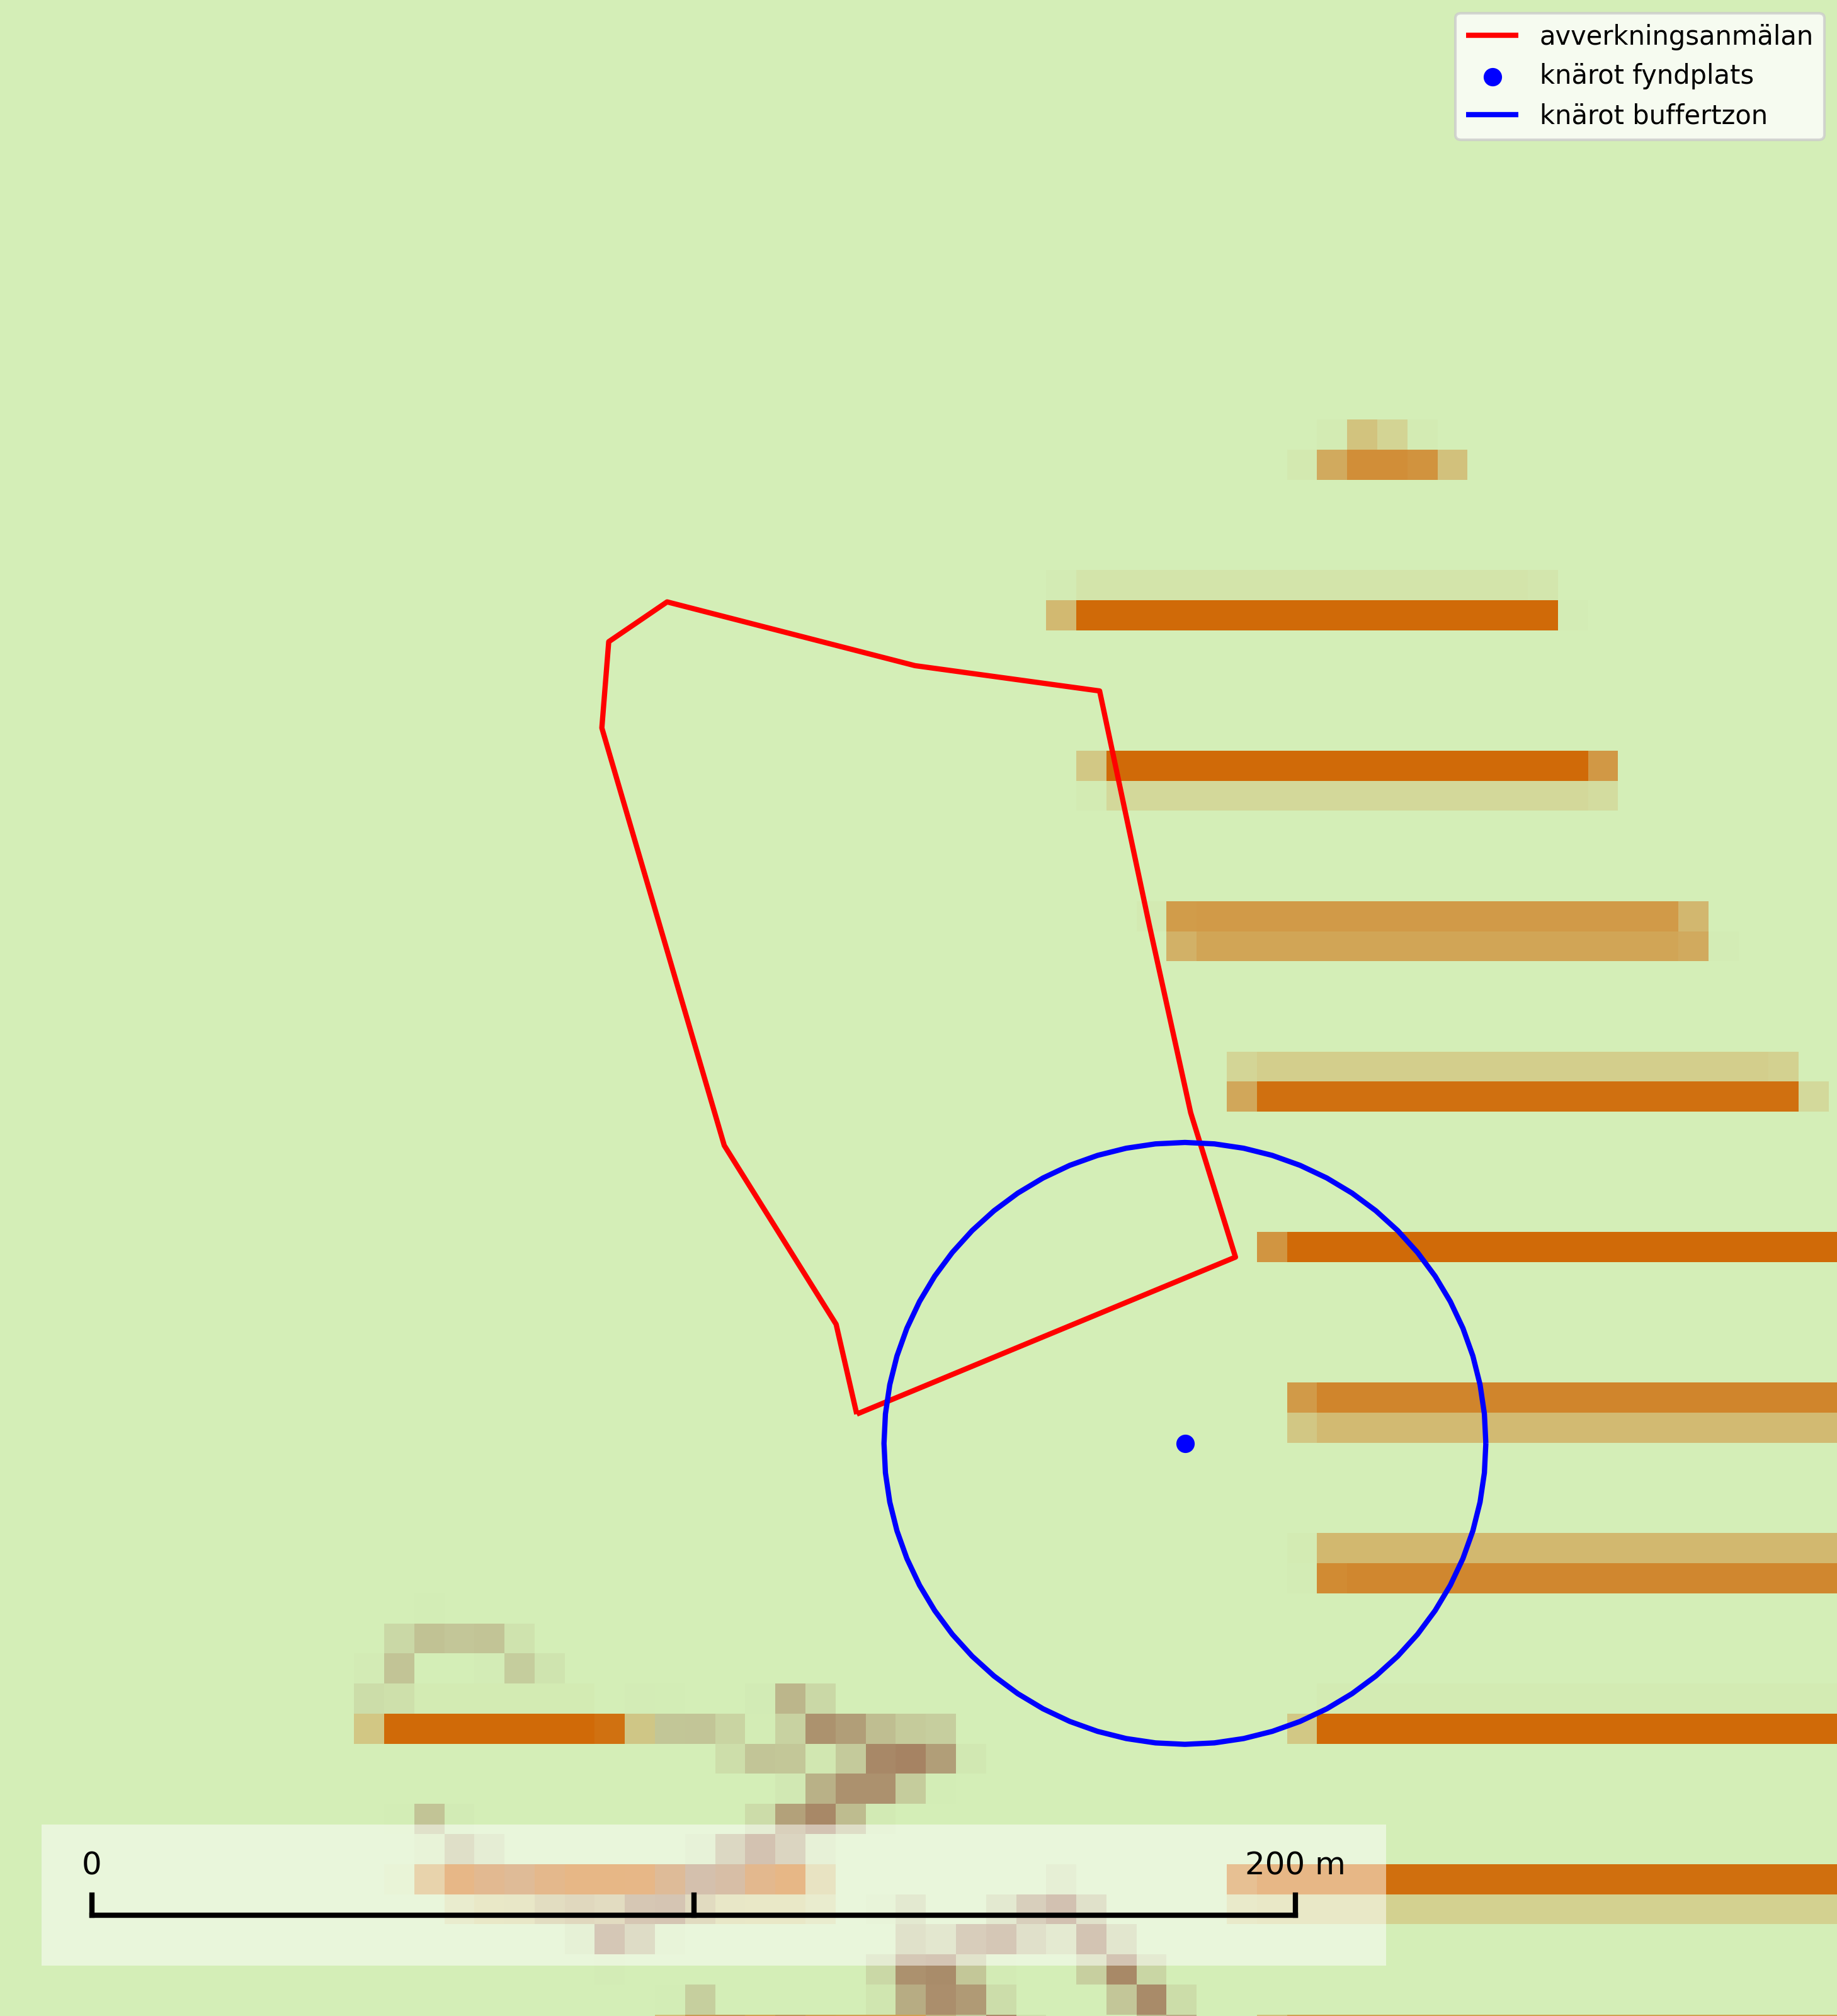 avverkningsanmälan
knärot fyndplats
knärot buffertzon
0
200 m